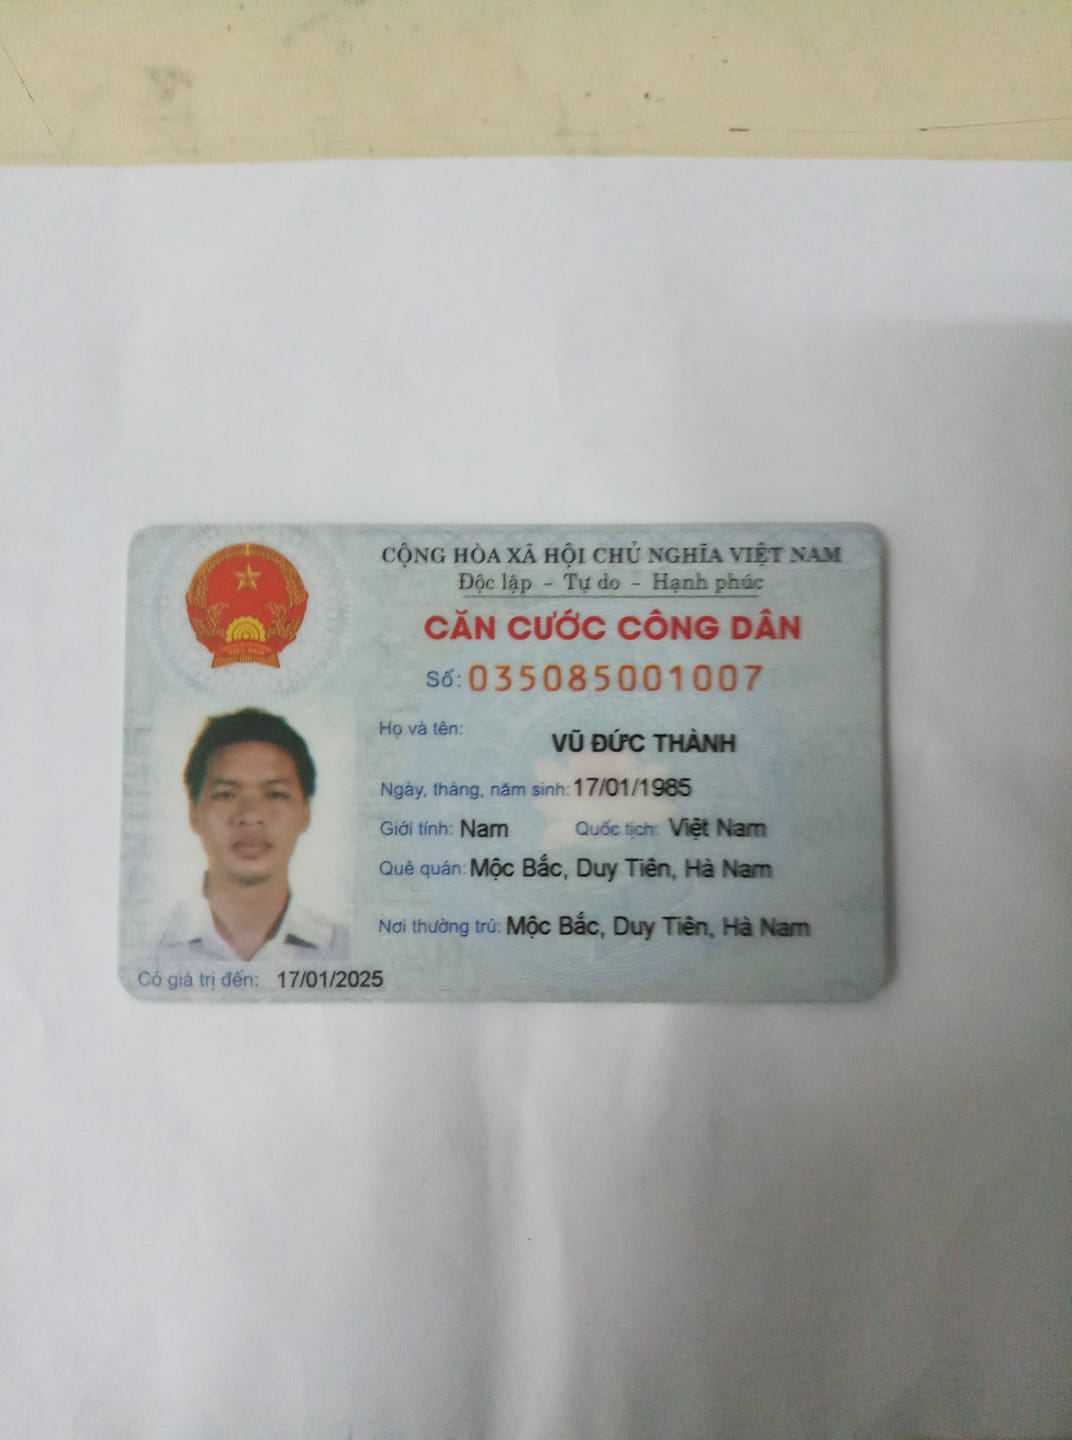 CỘNG HÒA XÃ HỘI CHỦ NGHĨA VIỆT NAM
Độc lập - Tự do - Hạnh phúc
CĂN CƯỚC CÔNG DÂN
Số: 035085001007
Họ và tên: VŨ ĐỨC THÀNH
Ngày, tháng, năm sinh: 17/01/1985
Giới tính: Nam Quốc tịch: Việt Nam
Quê quán: Mộc Bắc, Duy Tiên, Hà Nam
Nơi thường trú: Mộc Bắc, Duy Tiên, Hà Nam
Có giá trị đến: 17/01/2025